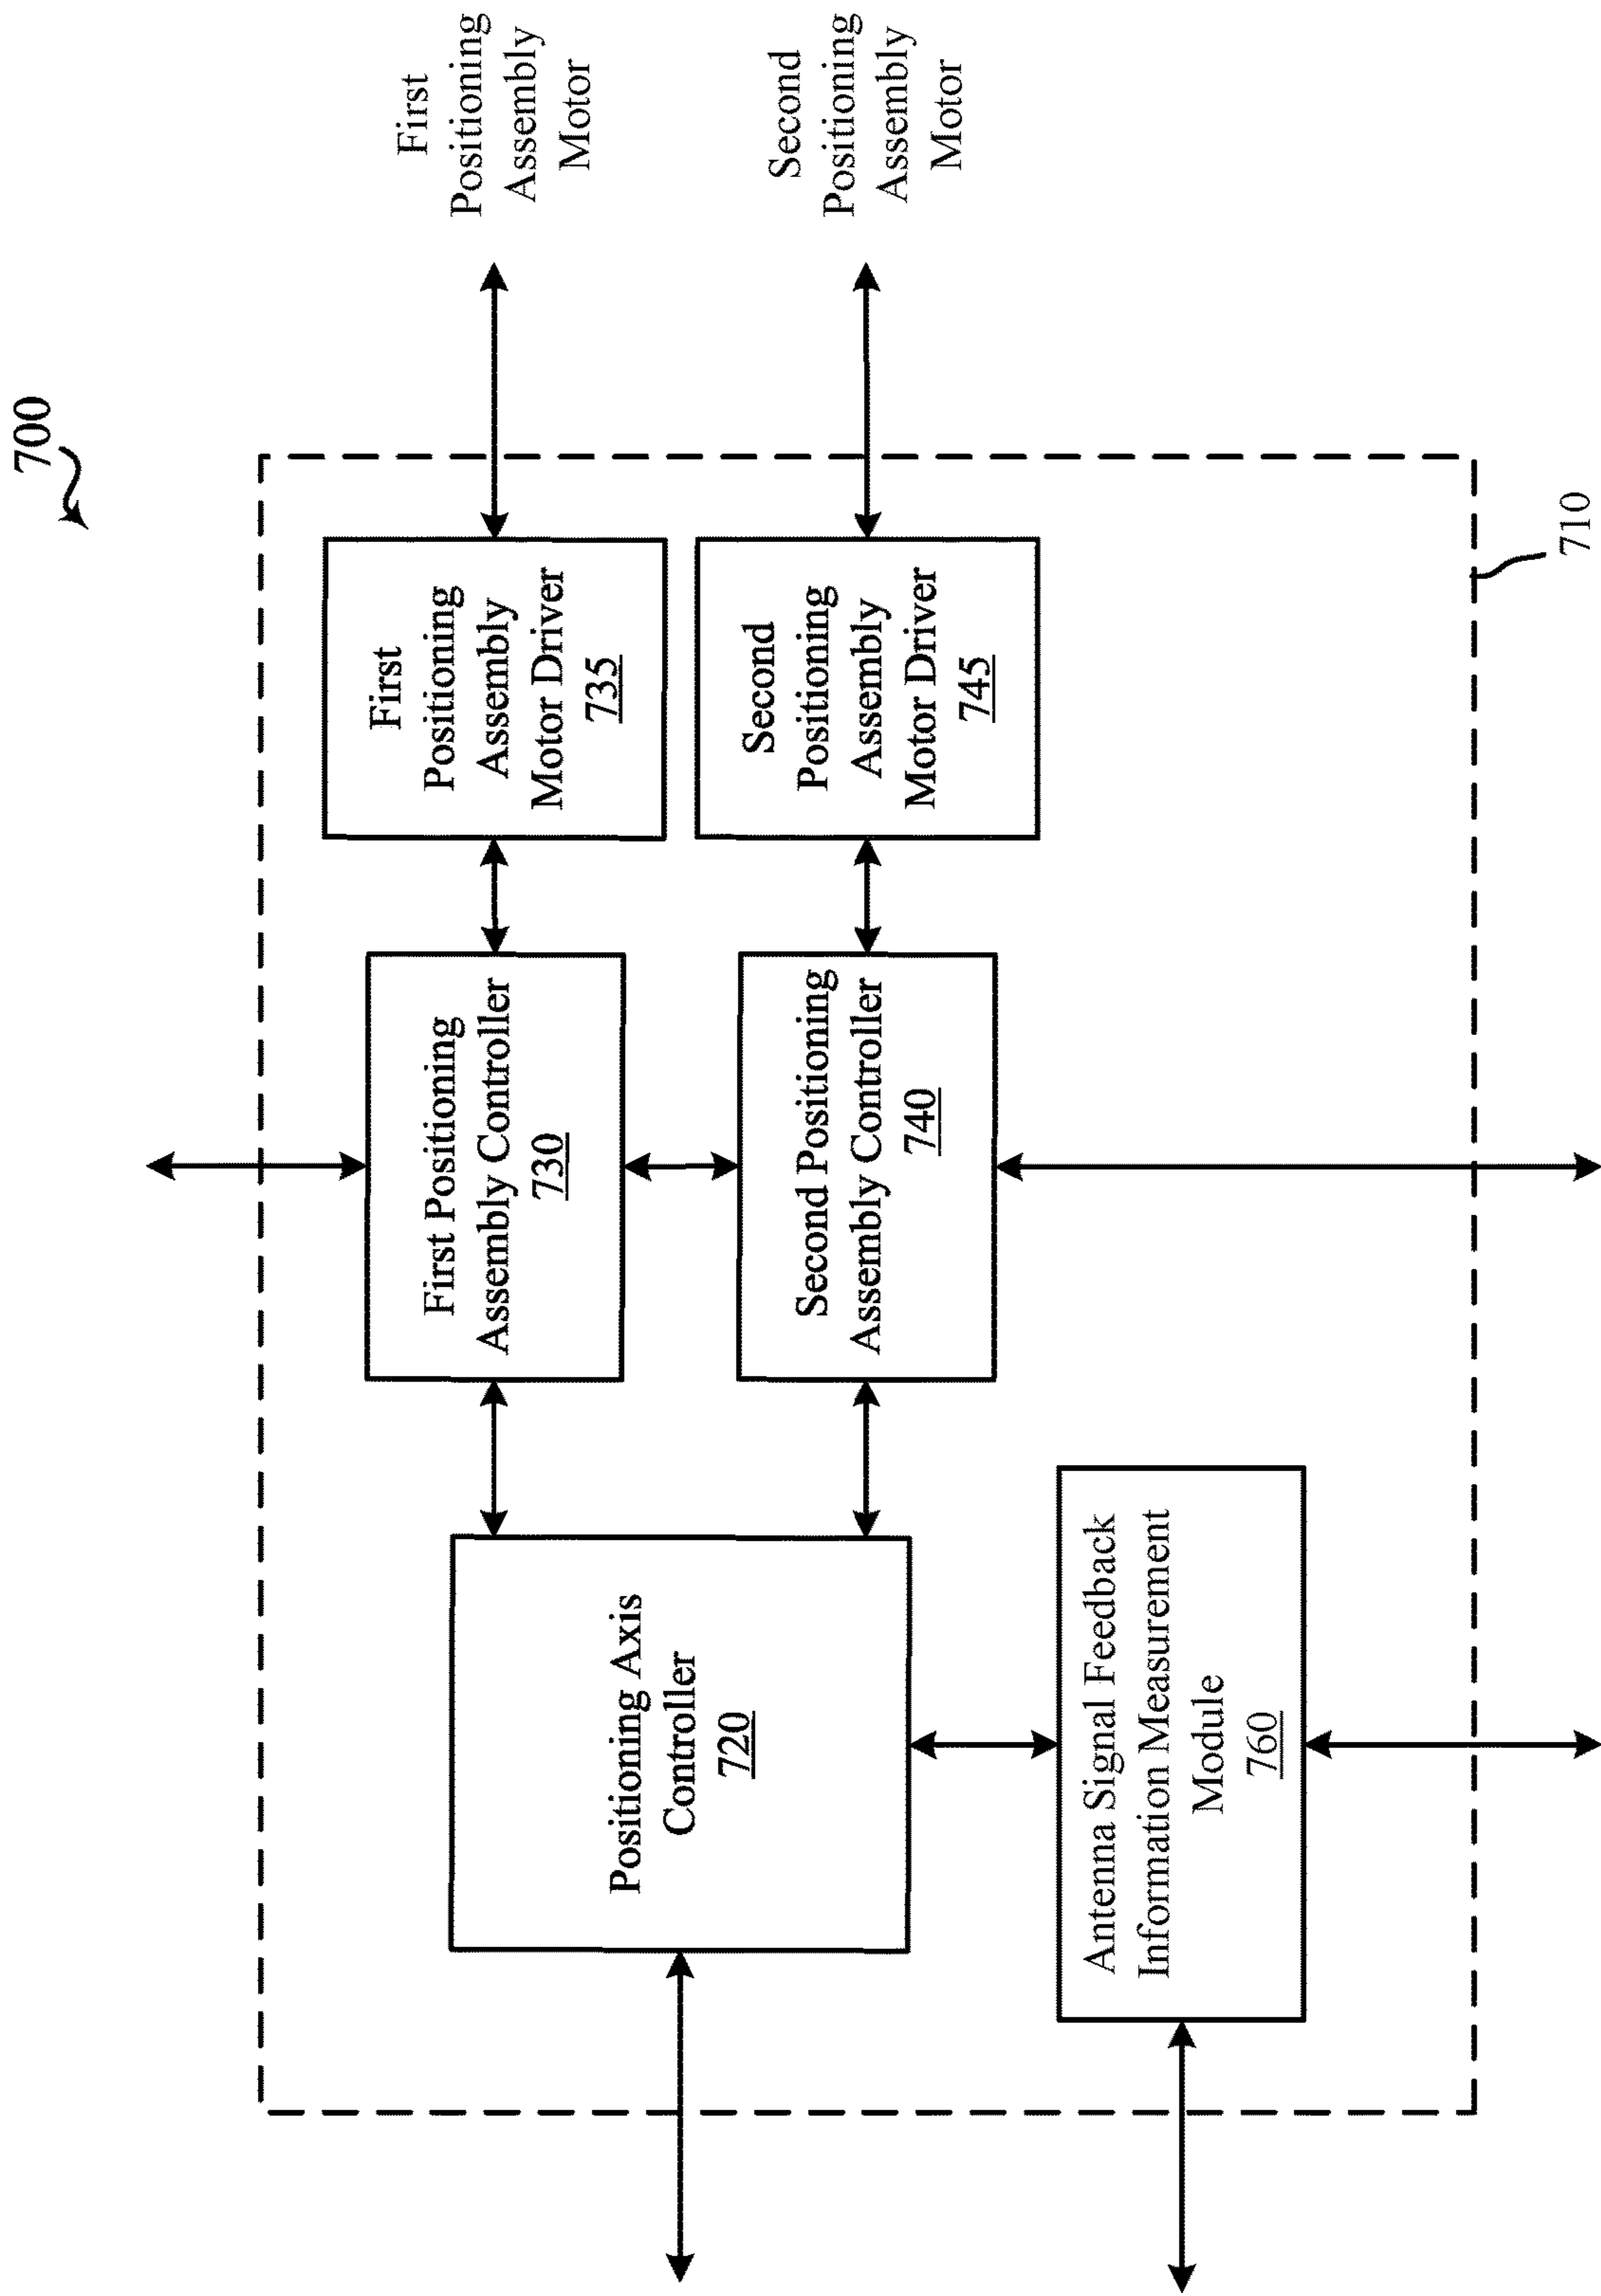 700
First
Positioning
Assembly
Motor
Second
Positioning
Assembly
Motor
First
Positioning
Assembly
Motor Driver
735
Second
Positioning
Assembly
Motor Driver
745
First Positioning
Assembly Controller
730
Second Positioning
Assembly Controller
740
Positioning Axis
Controller
720
Antenna Signal Feedback
Information Measurement
Module
760
710